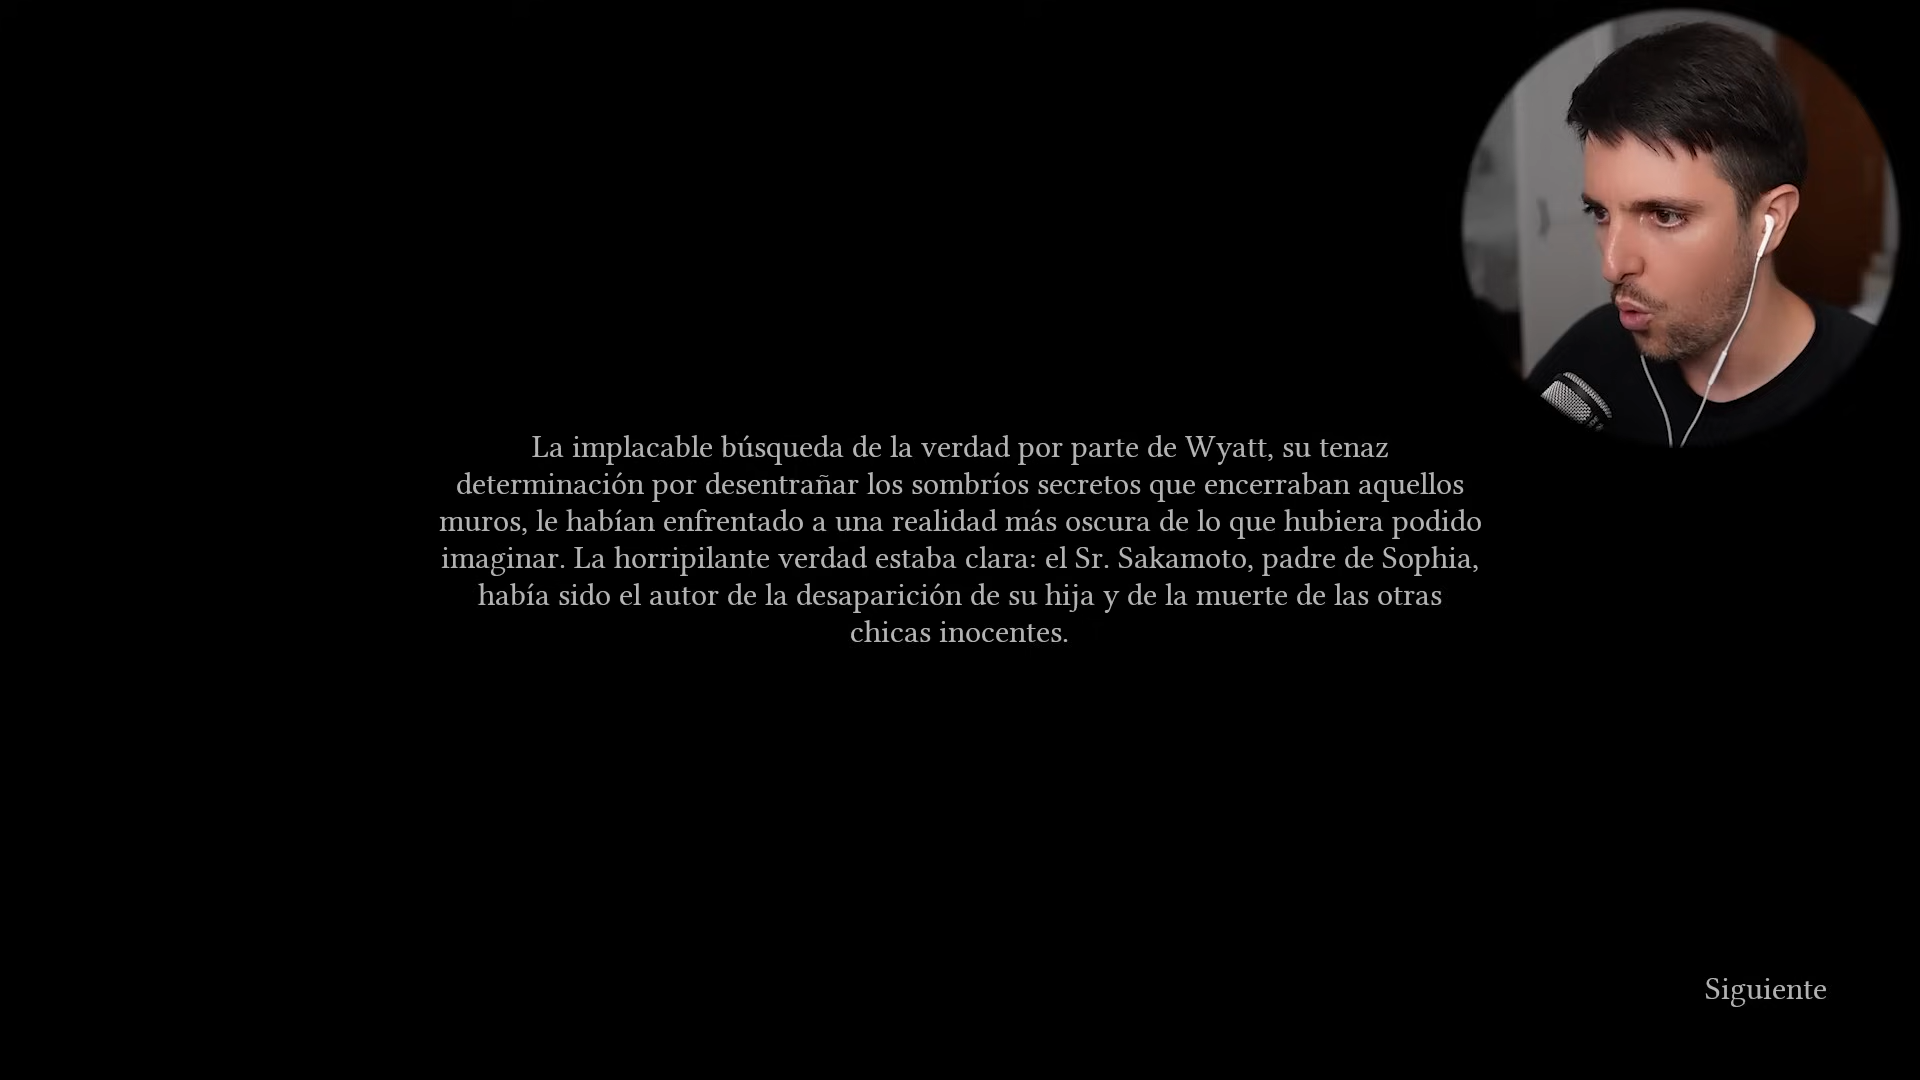 La implacable búsqueda de la verdad por parte de Wyatt, su tenaz
determinación por desentrañar los sombríos secretos que encerraban aquellos
muros, le habían enfrentado a una realidad más oscura de lo que hubiera podido
imaginar. La horripilante verdad estaba clara: el Sr. Sakamoto, padre de Sophia,
había sido el autor de la desaparición de su hija y de la muerte de las otras
chicas inocentes.
Siguiente